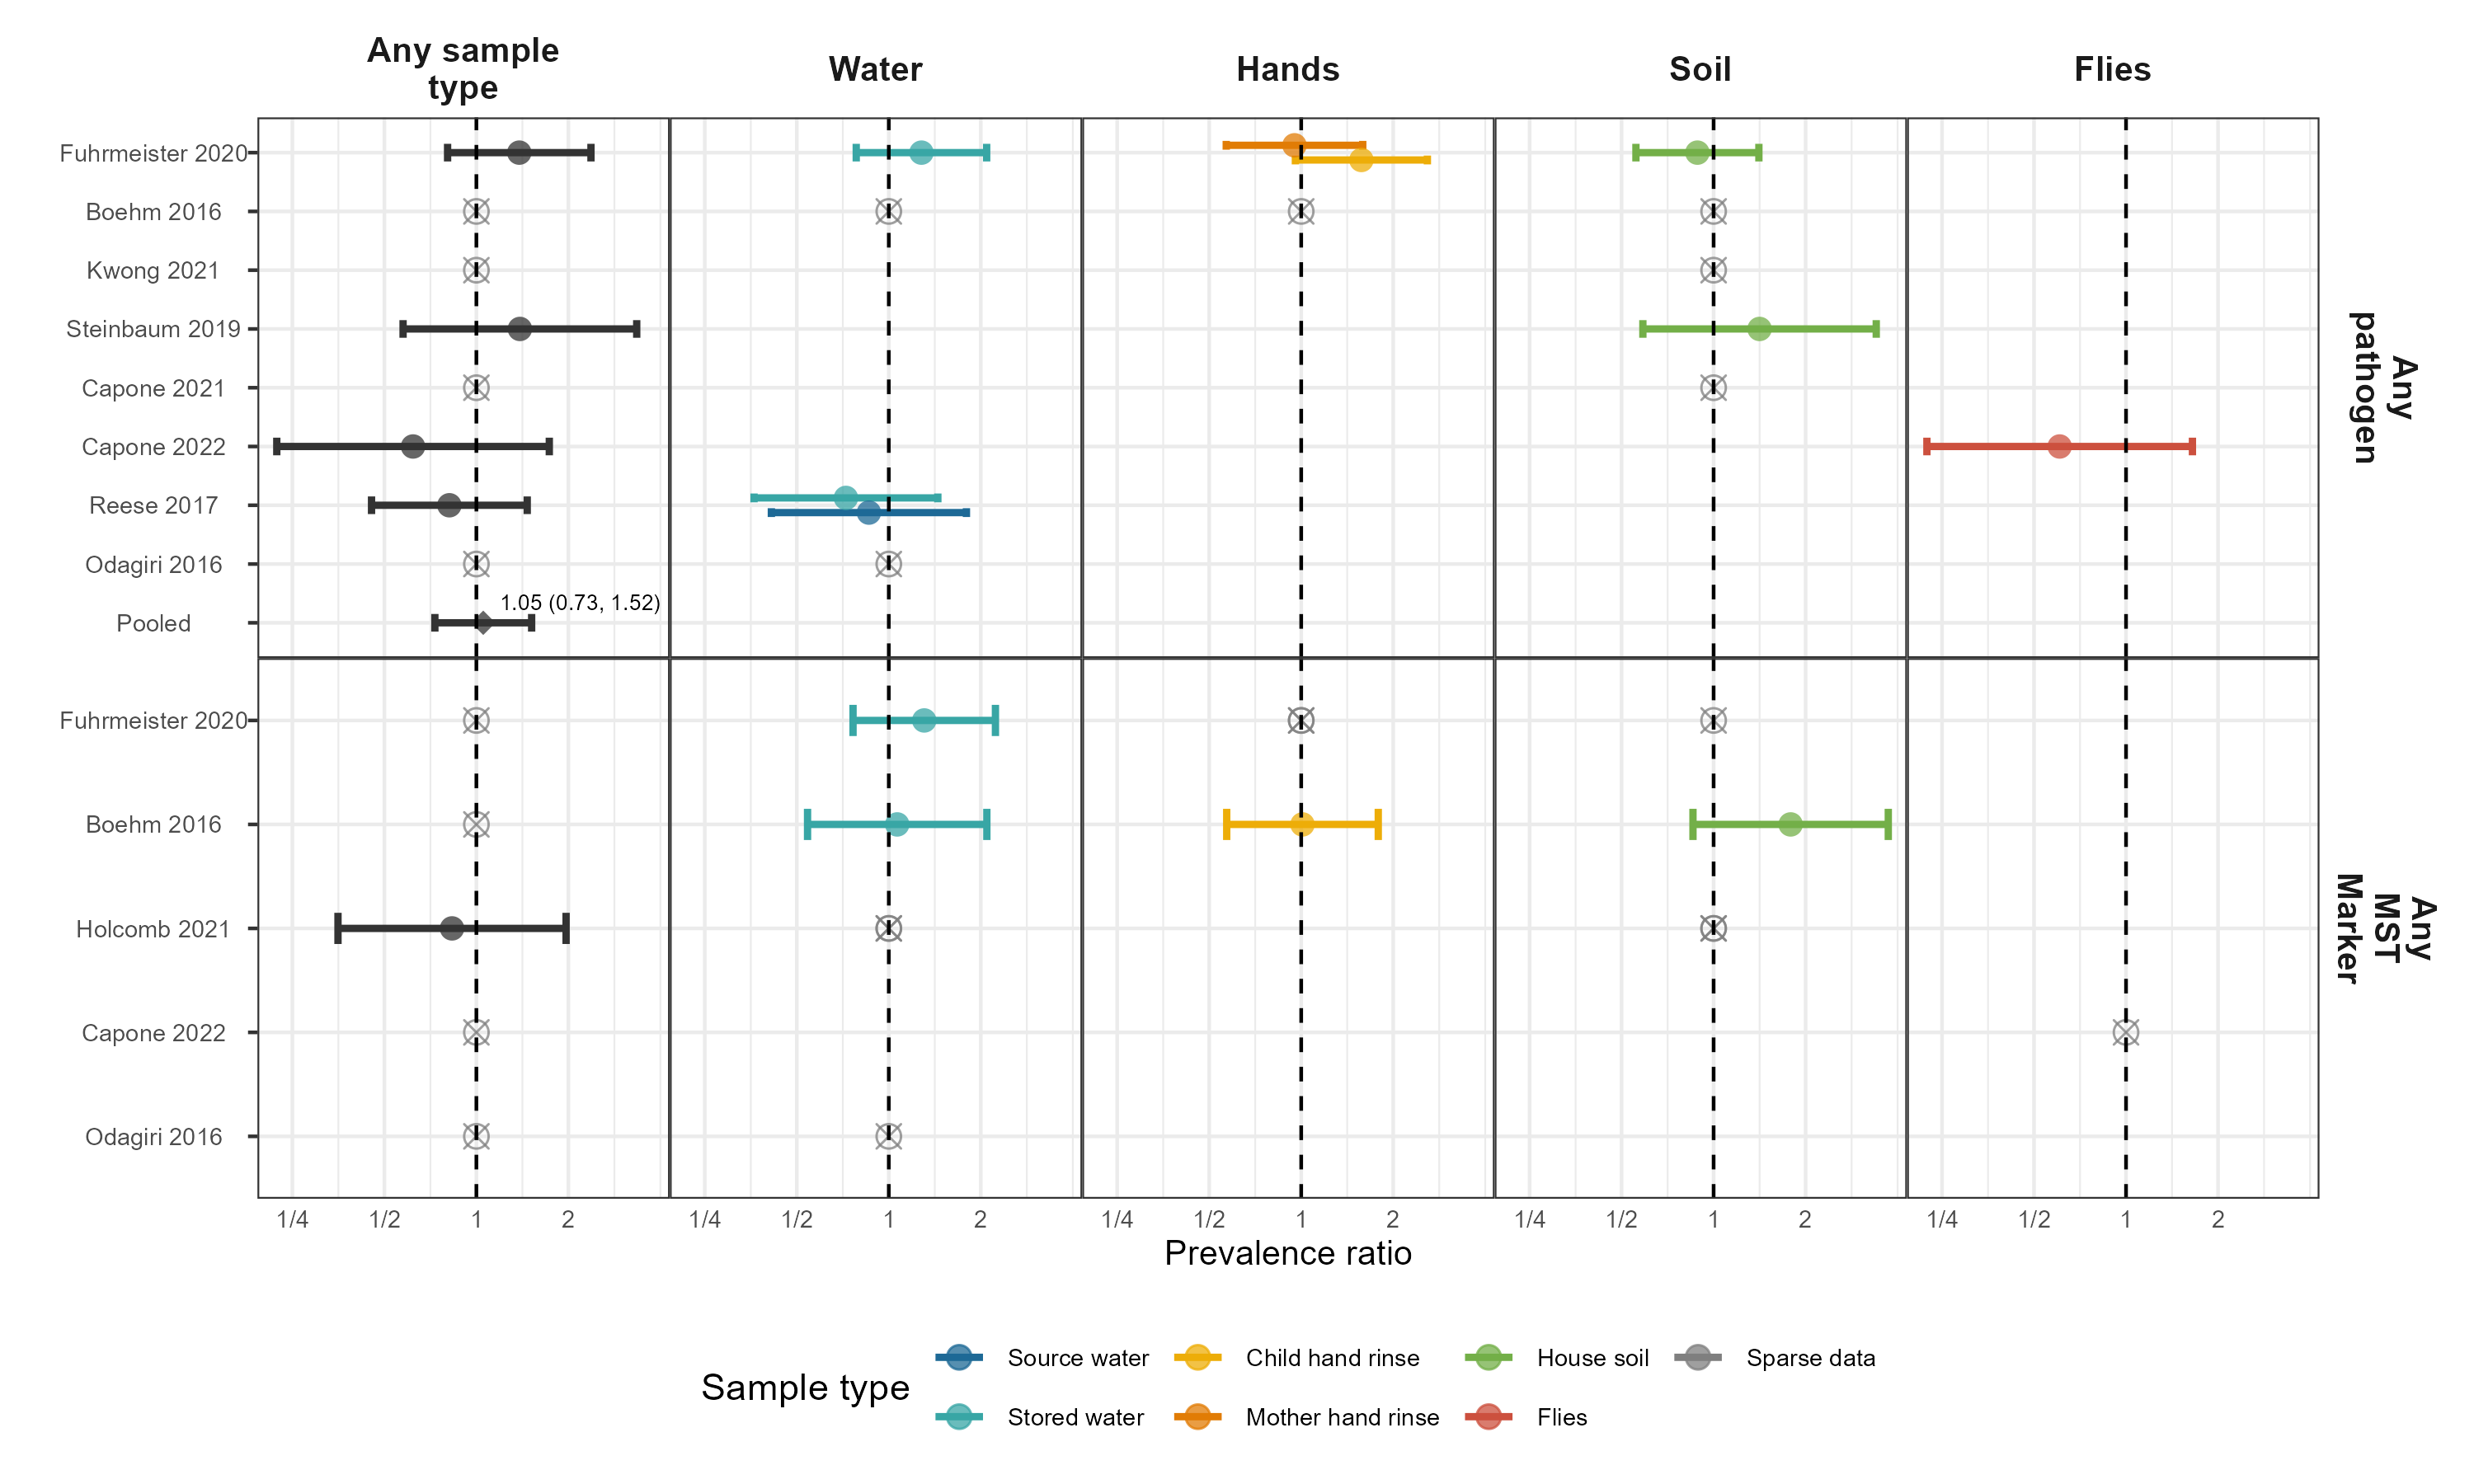 Any sample
type
Water
Hands
Soil
Flies
Fuhrmeister 2020
Boehm 2016
Kwong 2021
Steinbaum 2019
Capone 2021
Capone 2022
Reese 2017
Odagiri 2016
Pooled
1.05 (0.73, 1.52)
Any
pathogen
Fuhrmeister 2020
Boehm 2016
Holcomb 2021
Capone 2022
Odagiri 2016
Any
MST
Marker
1/4 1/2 1 2 1/4 1/2 1 2 1/4 1/2 1 2 1/4 1/2 1 2 1/4 1/2 1 2
Prevalence ratio
Sample type
Source water
Child hand rinse
House soil
Sparse data
Stored water
Mother hand rinse
Flies